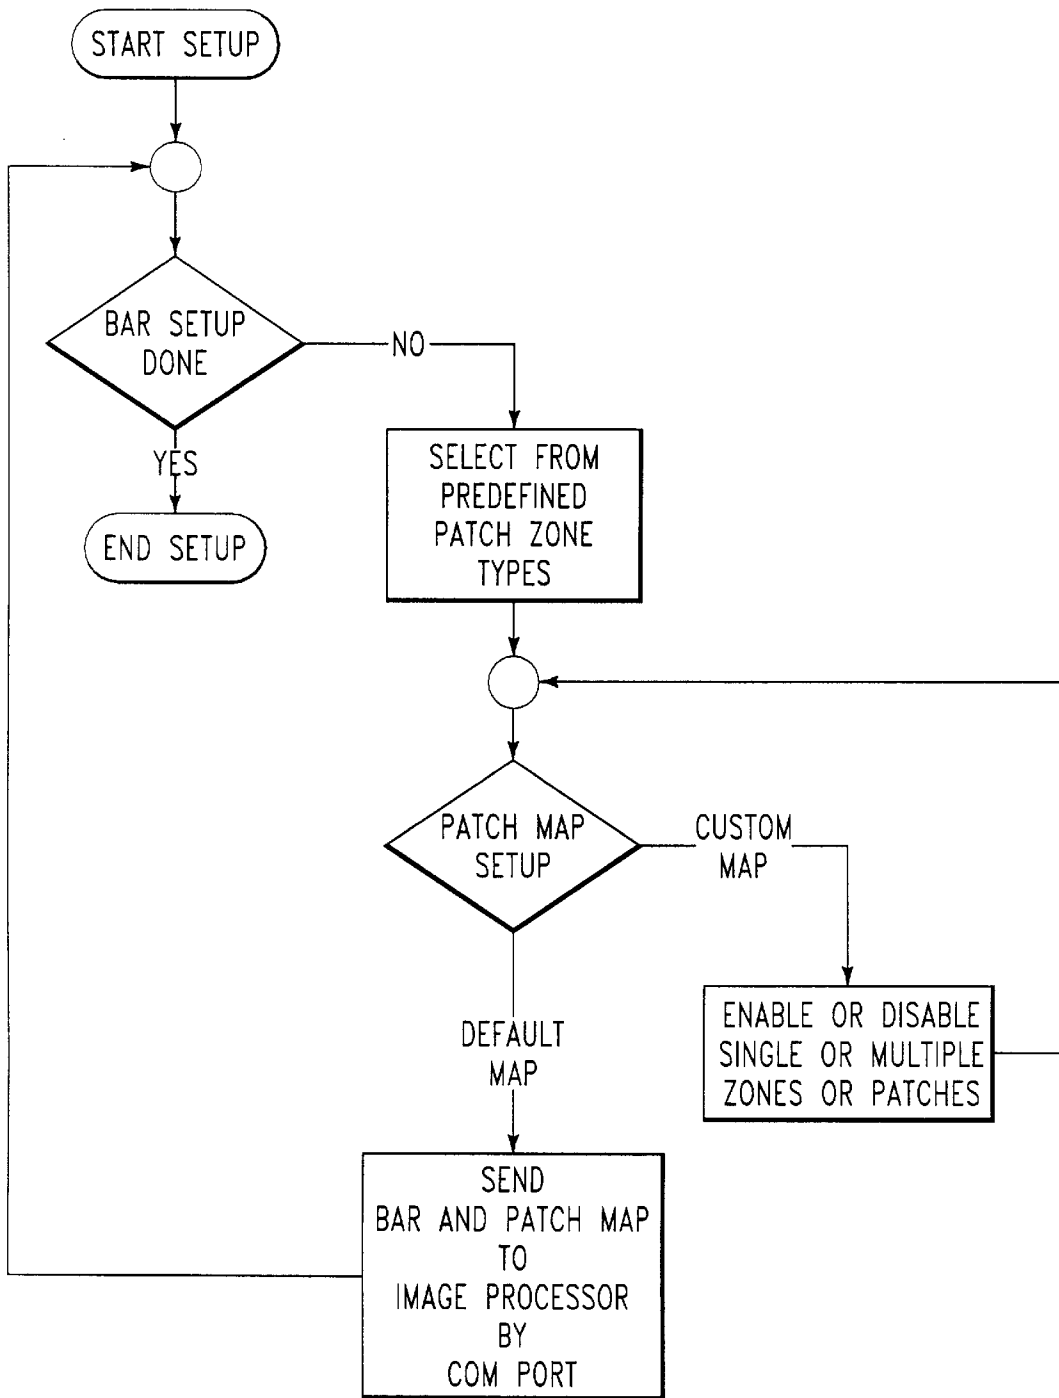 START SETUP
BAR SETUP
DONE
NO
YES
END SETUP
SELECT FROM
PREDEFINED
PATCH ZONE
TYPES
PATCH MAP
SETUP
CUSTOM
MAP
DEFAULT
MAP
ENABLE OR DISABLE
SINGLE OR MULTIPLE
ZONES OR PATCHES
SEND
BAR AND PATCH MAP
TO
IMAGE PROCESSOR
BY
COM PORT